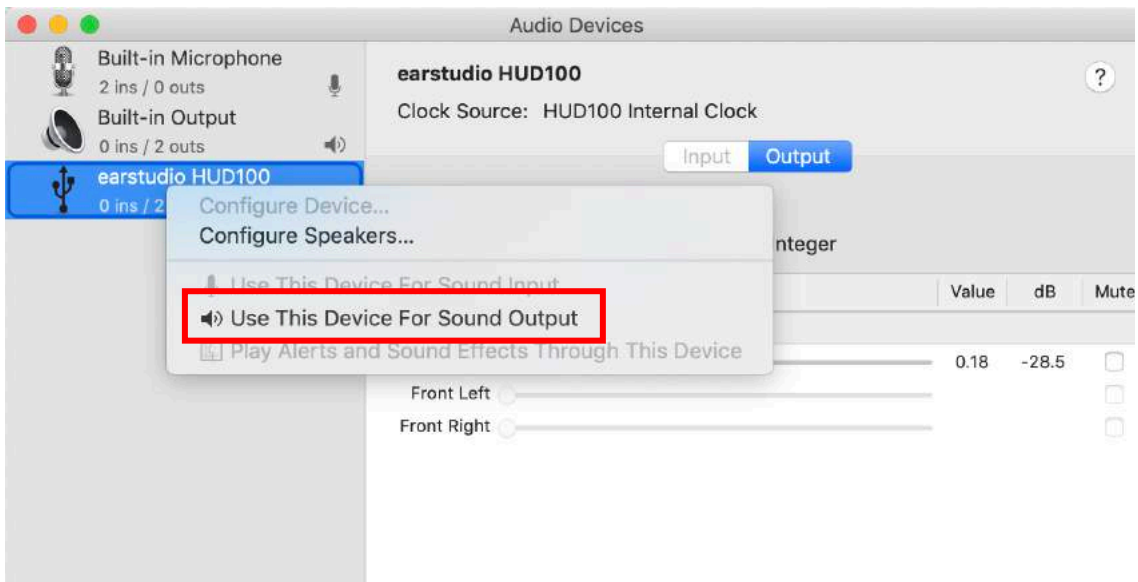 Audio Devices
Built-in Microphone
2 ins / 0 outs
Built-in Output
0 ins / 2 outs
earstudio HUD100
0 ins / 2
earstudio HUD100
?
Clock Source: HUD100 Internal Clock
Input Output
Configure Device...
Configure Speakers...
Use This Device For Sound Input
Use This Device For Sound Output
Play Alerts and Sound Effects Through This Device
nteger
Value dB Mute
0.18 -28.5
Front Left
Front Right